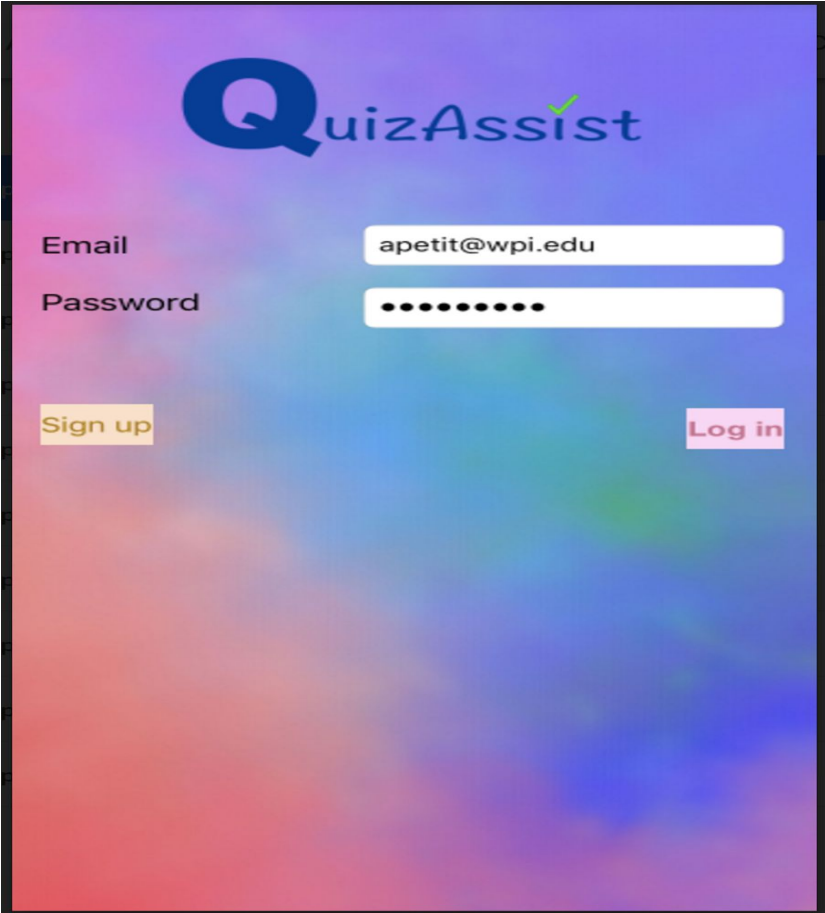 QuizAssist
Email
apetit@wpi.edu
Password
•••••••••
Sign up
Log in